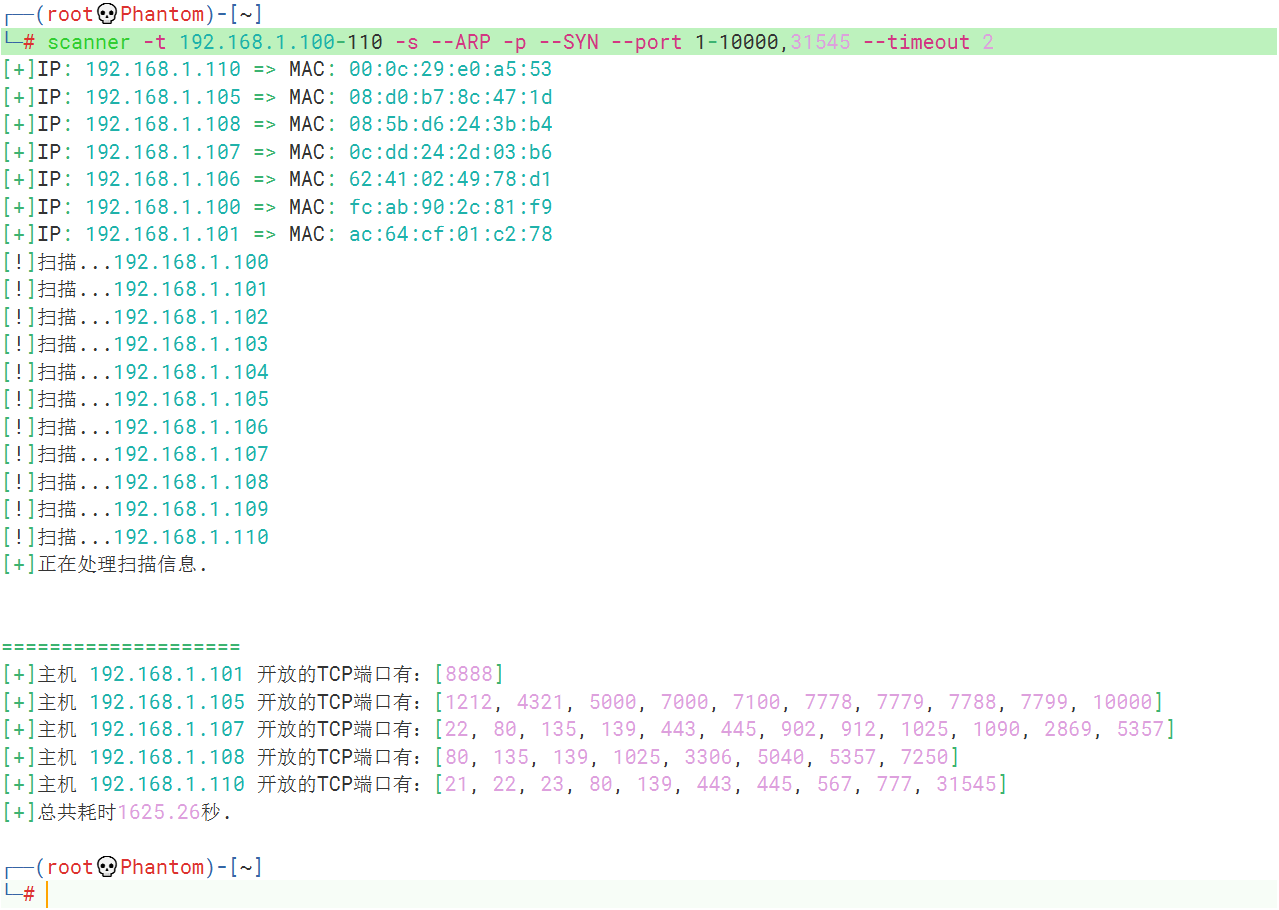 ┌──(root💀Phantom)-[~]
└─# scanner -t 192.168.1.100-110 -s --ARP -p --SYN --port 1-10000,31545 --timeout 2
[+]IP: 192.168.1.110 => MAC: 00:0c:29:e0:a5:53
[+]IP: 192.168.1.105 => MAC: 08:d0:b7:8c:47:1d
[+]IP: 192.168.1.108 => MAC: 08:5b:d6:24:3b:b4
[+]IP: 192.168.1.107 => MAC: 0c:dd:24:2d:03:b6
[+]IP: 192.168.1.106 => MAC: 62:41:02:49:78:d1
[+]IP: 192.168.1.100 => MAC: fc:ab:90:2c:81:f9
[+]IP: 192.168.1.101 => MAC: ac:64:cf:01:c2:78
[!]扫描...192.168.1.100
[!]扫描...192.168.1.101
[!]扫描...192.168.1.102
[!]扫描...192.168.1.103
[!]扫描...192.168.1.104
[!]扫描...192.168.1.105
[!]扫描...192.168.1.106
[!]扫描...192.168.1.107
[!]扫描...192.168.1.108
[!]扫描...192.168.1.109
[!]扫描...192.168.1.110
[+]正在处理扫描信息.
====================
[+]主机 192.168.1.101 开放的TCP端口有: [8888]
[+]主机 192.168.1.105 开放的TCP端口有: [1212, 4321, 5000, 7000, 7100, 7778, 7779, 7788, 7799, 10000]
[+]主机 192.168.1.107 开放的TCP端口有: [22, 80, 135, 139, 443, 445, 902, 912, 1025, 1090, 2869, 5357]
[+]主机 192.168.1.108 开放的TCP端口有: [80, 135, 139, 1025, 3306, 5040, 5357, 7250]
[+]主机 192.168.1.110 开放的TCP端口有: [21, 22, 23, 80, 139, 443, 445, 567, 777, 31545]
[+]总共耗时1625.26秒.
┌──(root💀Phantom)-[~]
└─#